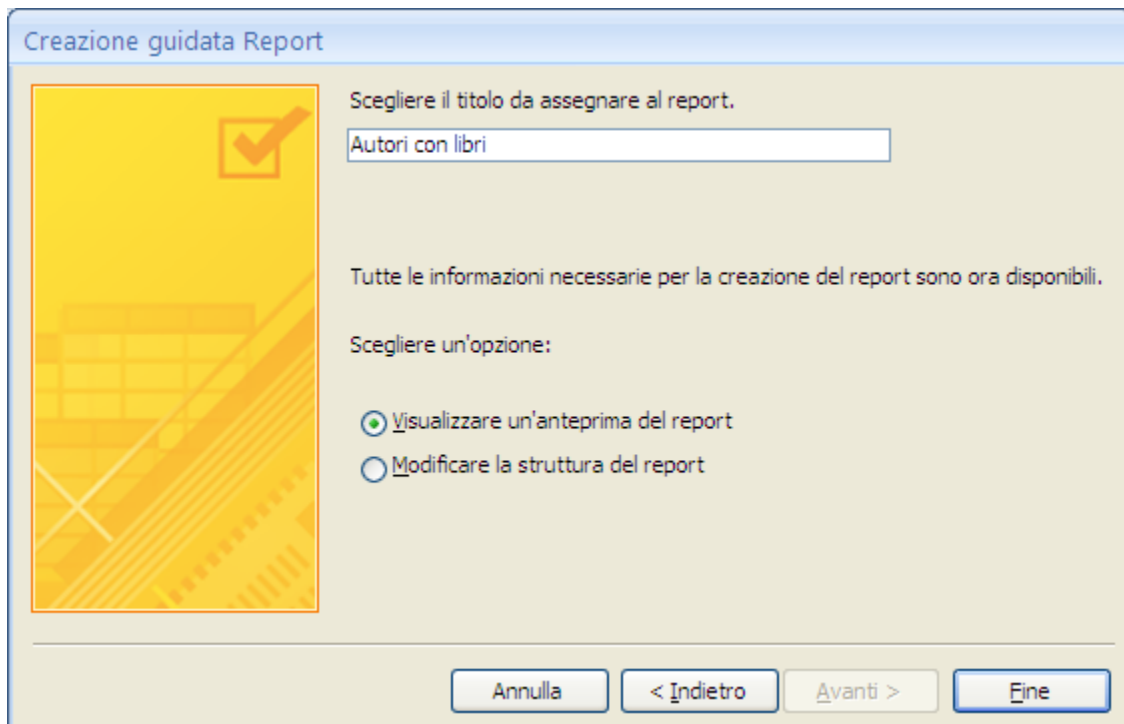 Creazione guidata Report
Scegliere il titolo da assegnare al report.
Autori con libri
Tutte le informazioni necessarie per la creazione del report sono ora disponibili.
Scegliere un'opzione:
Visualizzare un'anteprima del report
Modificare la struttura del report
Annulla
< Indietro
Avanti >
Fine